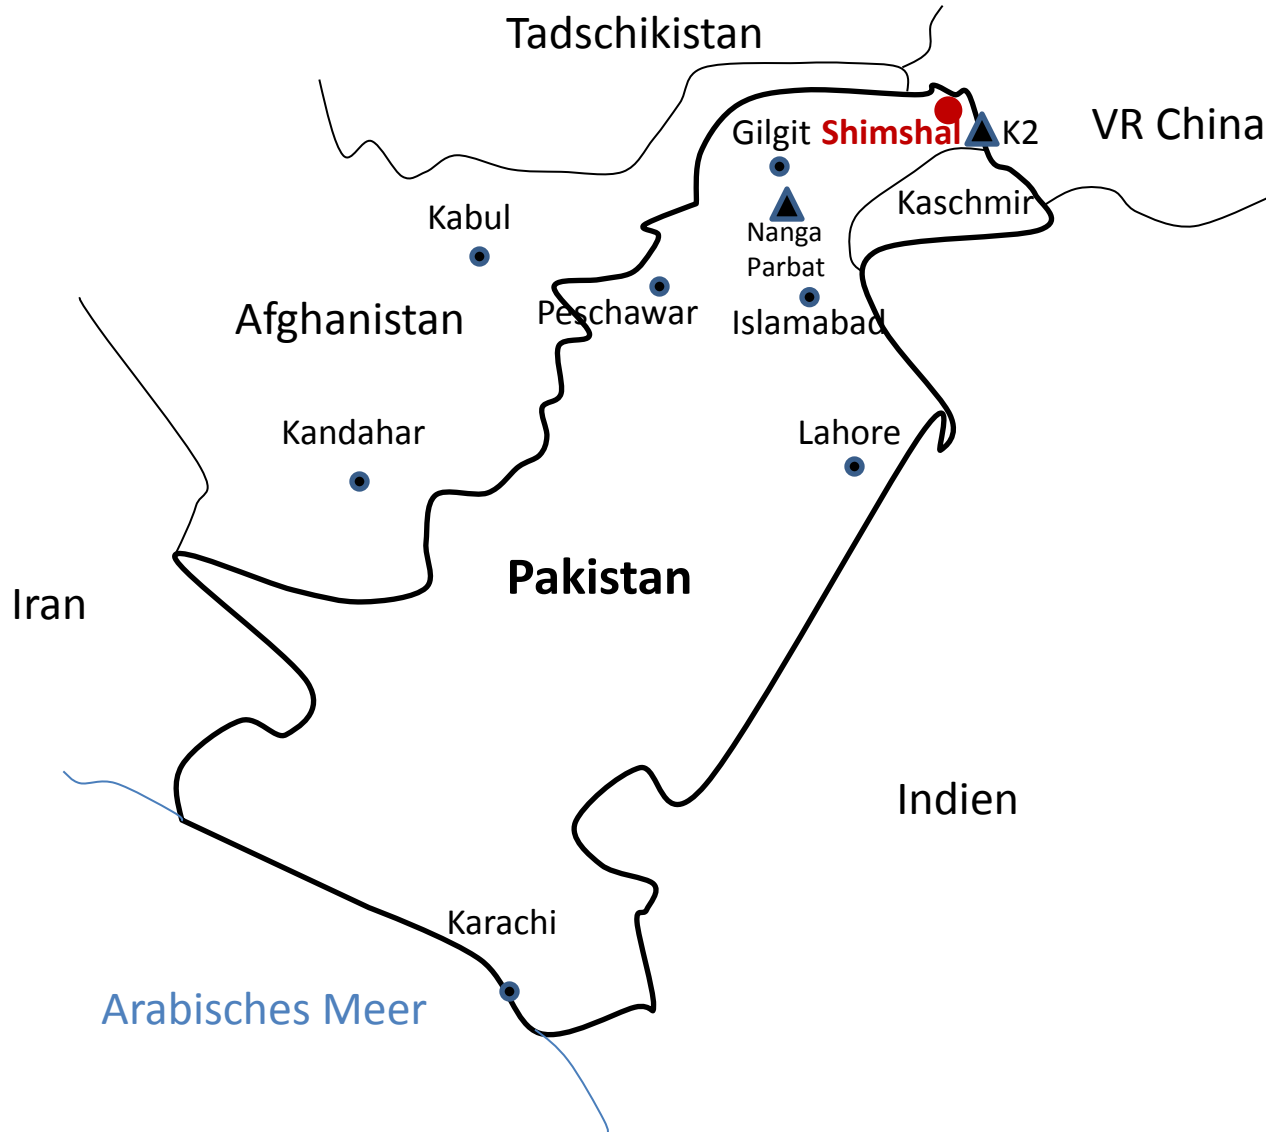 Tadschikistan
VR China
Gilgit Shimshal K2
Kaschmir
Kabul
Nanga
Parbat
Afghanistan
Peschawar
Islamabad
Kandahar
Lahore
Pakistan
Iran
Indien
Karachi
Arabisches Meer